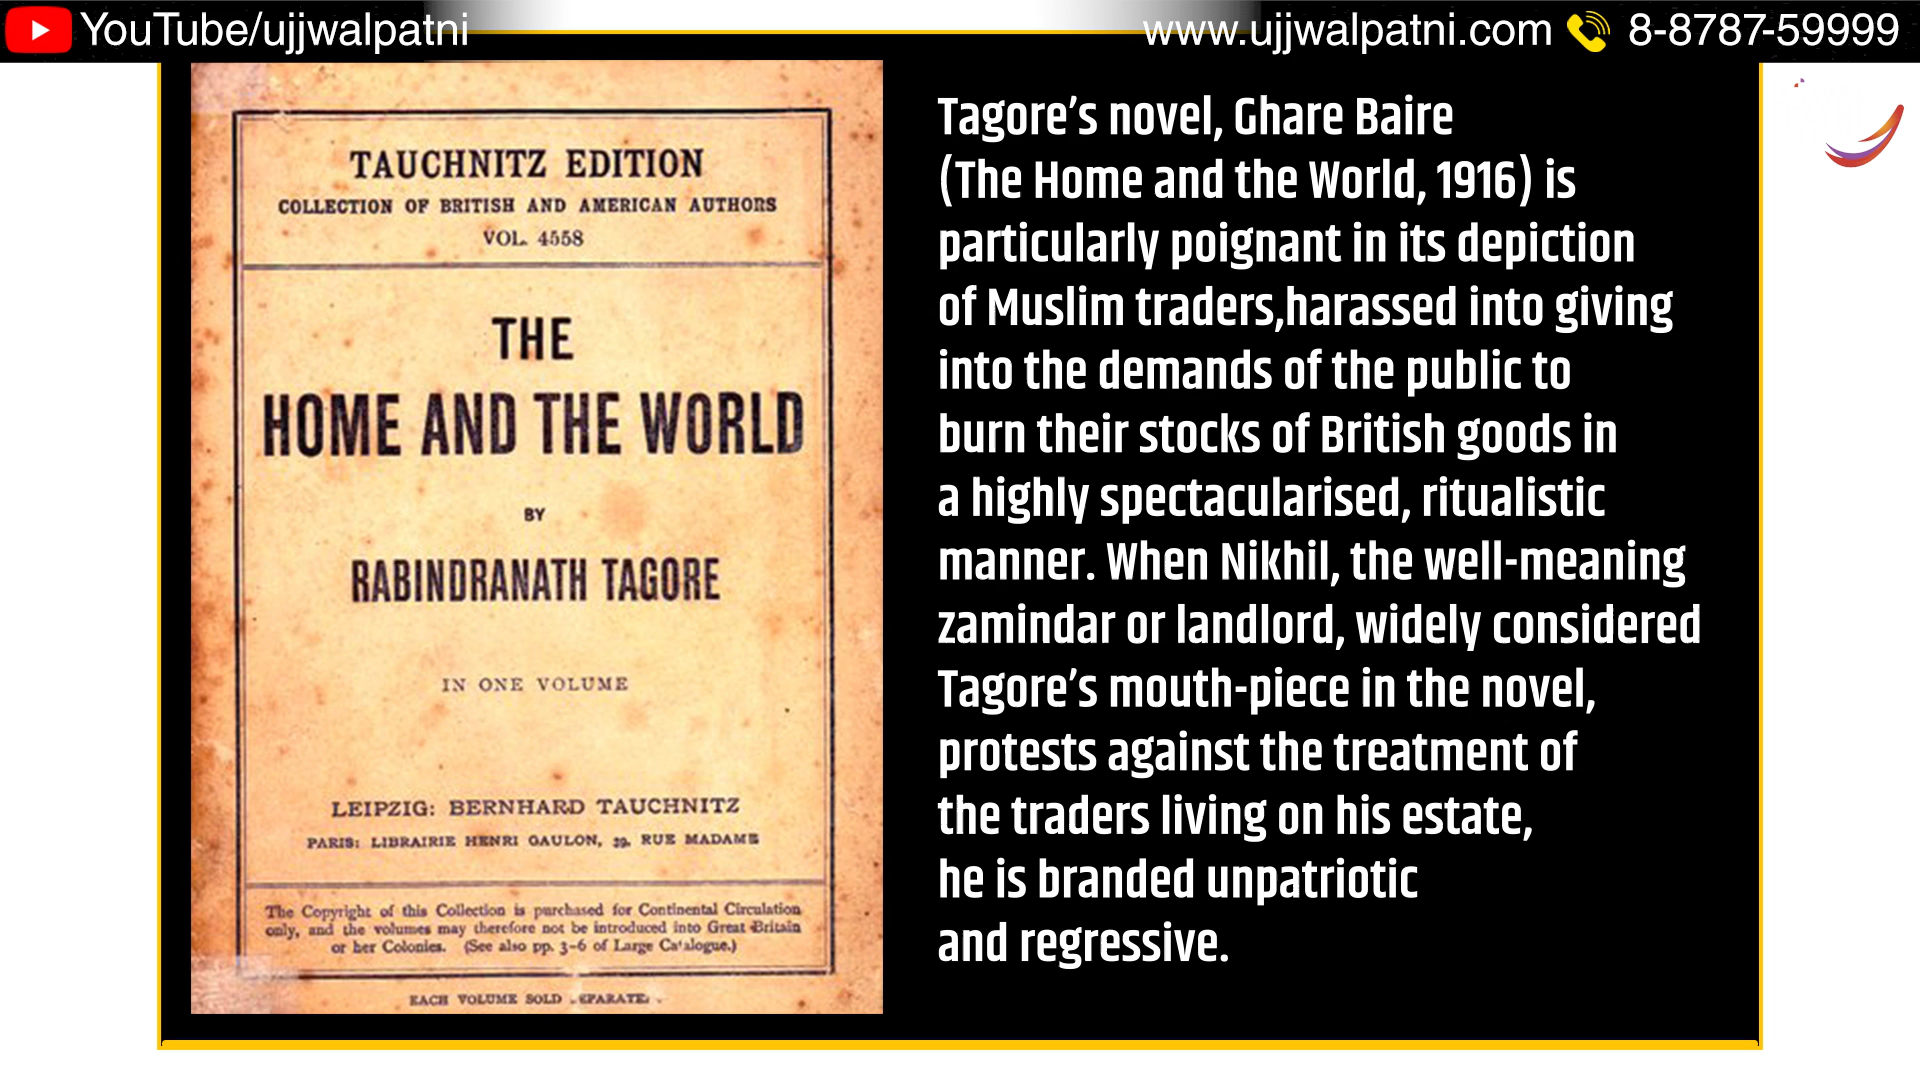 YouTube/ujjwalpatni
www.ujjwalpatni.com 8-8787-59999
TAUCHNITZ EDITION
COLLECTION OF BRITISH AND AMERICAN AUTHORS
VOL. 4558
THE
HOME AND THE WORLD
BY
RABINDRANATH TAGORE
IN ONE VOLUME
LEIPZIG: BERNHARD TAUCHNITZ
PARIS: LIBRAIRIE HENRI GAULON, 39, RUE MADAME
The Copyright of this Collection is purchased for Continental Circulation
only, and the volumes may therefore not be introduced into Great Britain
or her Colonies. (See also pp. 3-6 of Large Catalogue.)
EACH VOLUME SOLD
Tagore’s novel, Ghare Baire
(The Home and the World, 1916) is
particularly poignant in its depiction
of Muslim traders,harassed into giving
into the demands of the public to
burn their stocks of British goods in
a highly spectacularised, ritualistic
manner. When Nikhil, the well-meaning
zamindar or landlord, widely considered
Tagore’s mouth-piece in the novel,
protests against the treatment of
the traders living on his estate,
he is branded unpatriotic
and regressive.